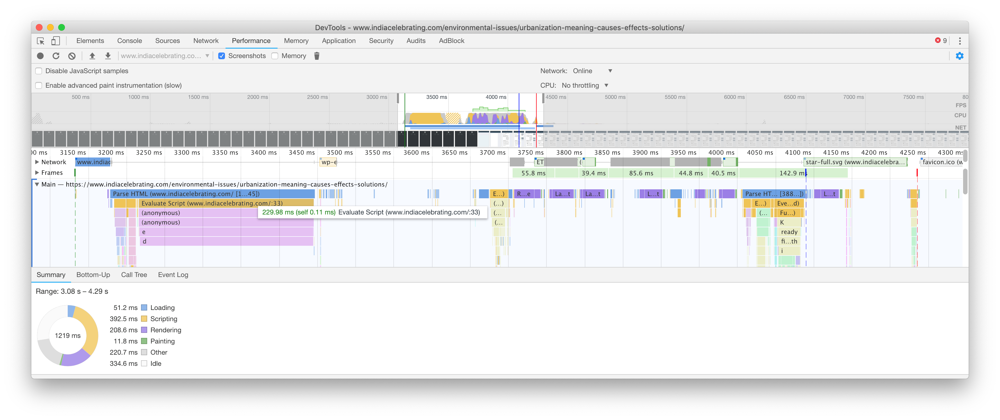 DevTools - www.indiacelebrating.com/environmental-issues/urbanization-meaning-causes-effects-solutions/
Elements Console Sources Network Performance Memory Application Security Audits AdBlock 9
www.indiacelebrating.co… Screenshots Memory
Disable JavaScript samples Network: Online
Enable advanced paint instrumentation (slow) CPU: No throttling
500 ms 1000 ms 1500 ms 2000 ms 2500 ms 3000 ms 3500 ms 4000 ms 4500 ms 5000 ms 5500 ms 6000 ms 6500 ms 7000 ms 7500 ms 80
FPS
CPU
NET
00 ms 3150 ms 3200 ms 3250 ms 3300 ms 3350 ms 3400 ms 3450 ms 3500 ms 3550 ms 3600 ms 3650 ms 3700 ms 3750 ms 3800 ms 3850 ms 3900 ms 3950 ms 4000 ms 4050 ms 4100 ms 4150 ms 4200 ms 4250 ms 4300 ms
Network www.indiac wp-e ET ( star-full.svg (www.indiacelebra… favicon.ico (w
Frames 55.8 ms 39.4 ms 85.6 ms 44.8 ms 40.5 ms 142.9 ms
Main — https://www.indiacelebrating.com/environmental-issues/urbanization-meaning-causes-effects-solutions/
Parse HTML (www.indiacelebrating.com/ [1…45]) E…) R…e La…t La…t L…t Parse HT… [388…]) L…t
Evaluate Script (www.indiacelebrating.com/:33) (…) E…) Eve…d)
(anonymous) 229.98 ms (self 0.11 ms) Evaluate Script (www.indiacelebrating.com/:33) (… (… Fu…)
(anonymous) (… K
e ready
d fi…th
i
Summary Bottom-Up Call Tree Event Log
Range: 3.08 s – 4.29 s
51.2 ms Loading
392.5 ms Scripting
208.6 ms Rendering
1219 ms
11.8 ms Painting
220.7 ms Other
334.6 ms Idle